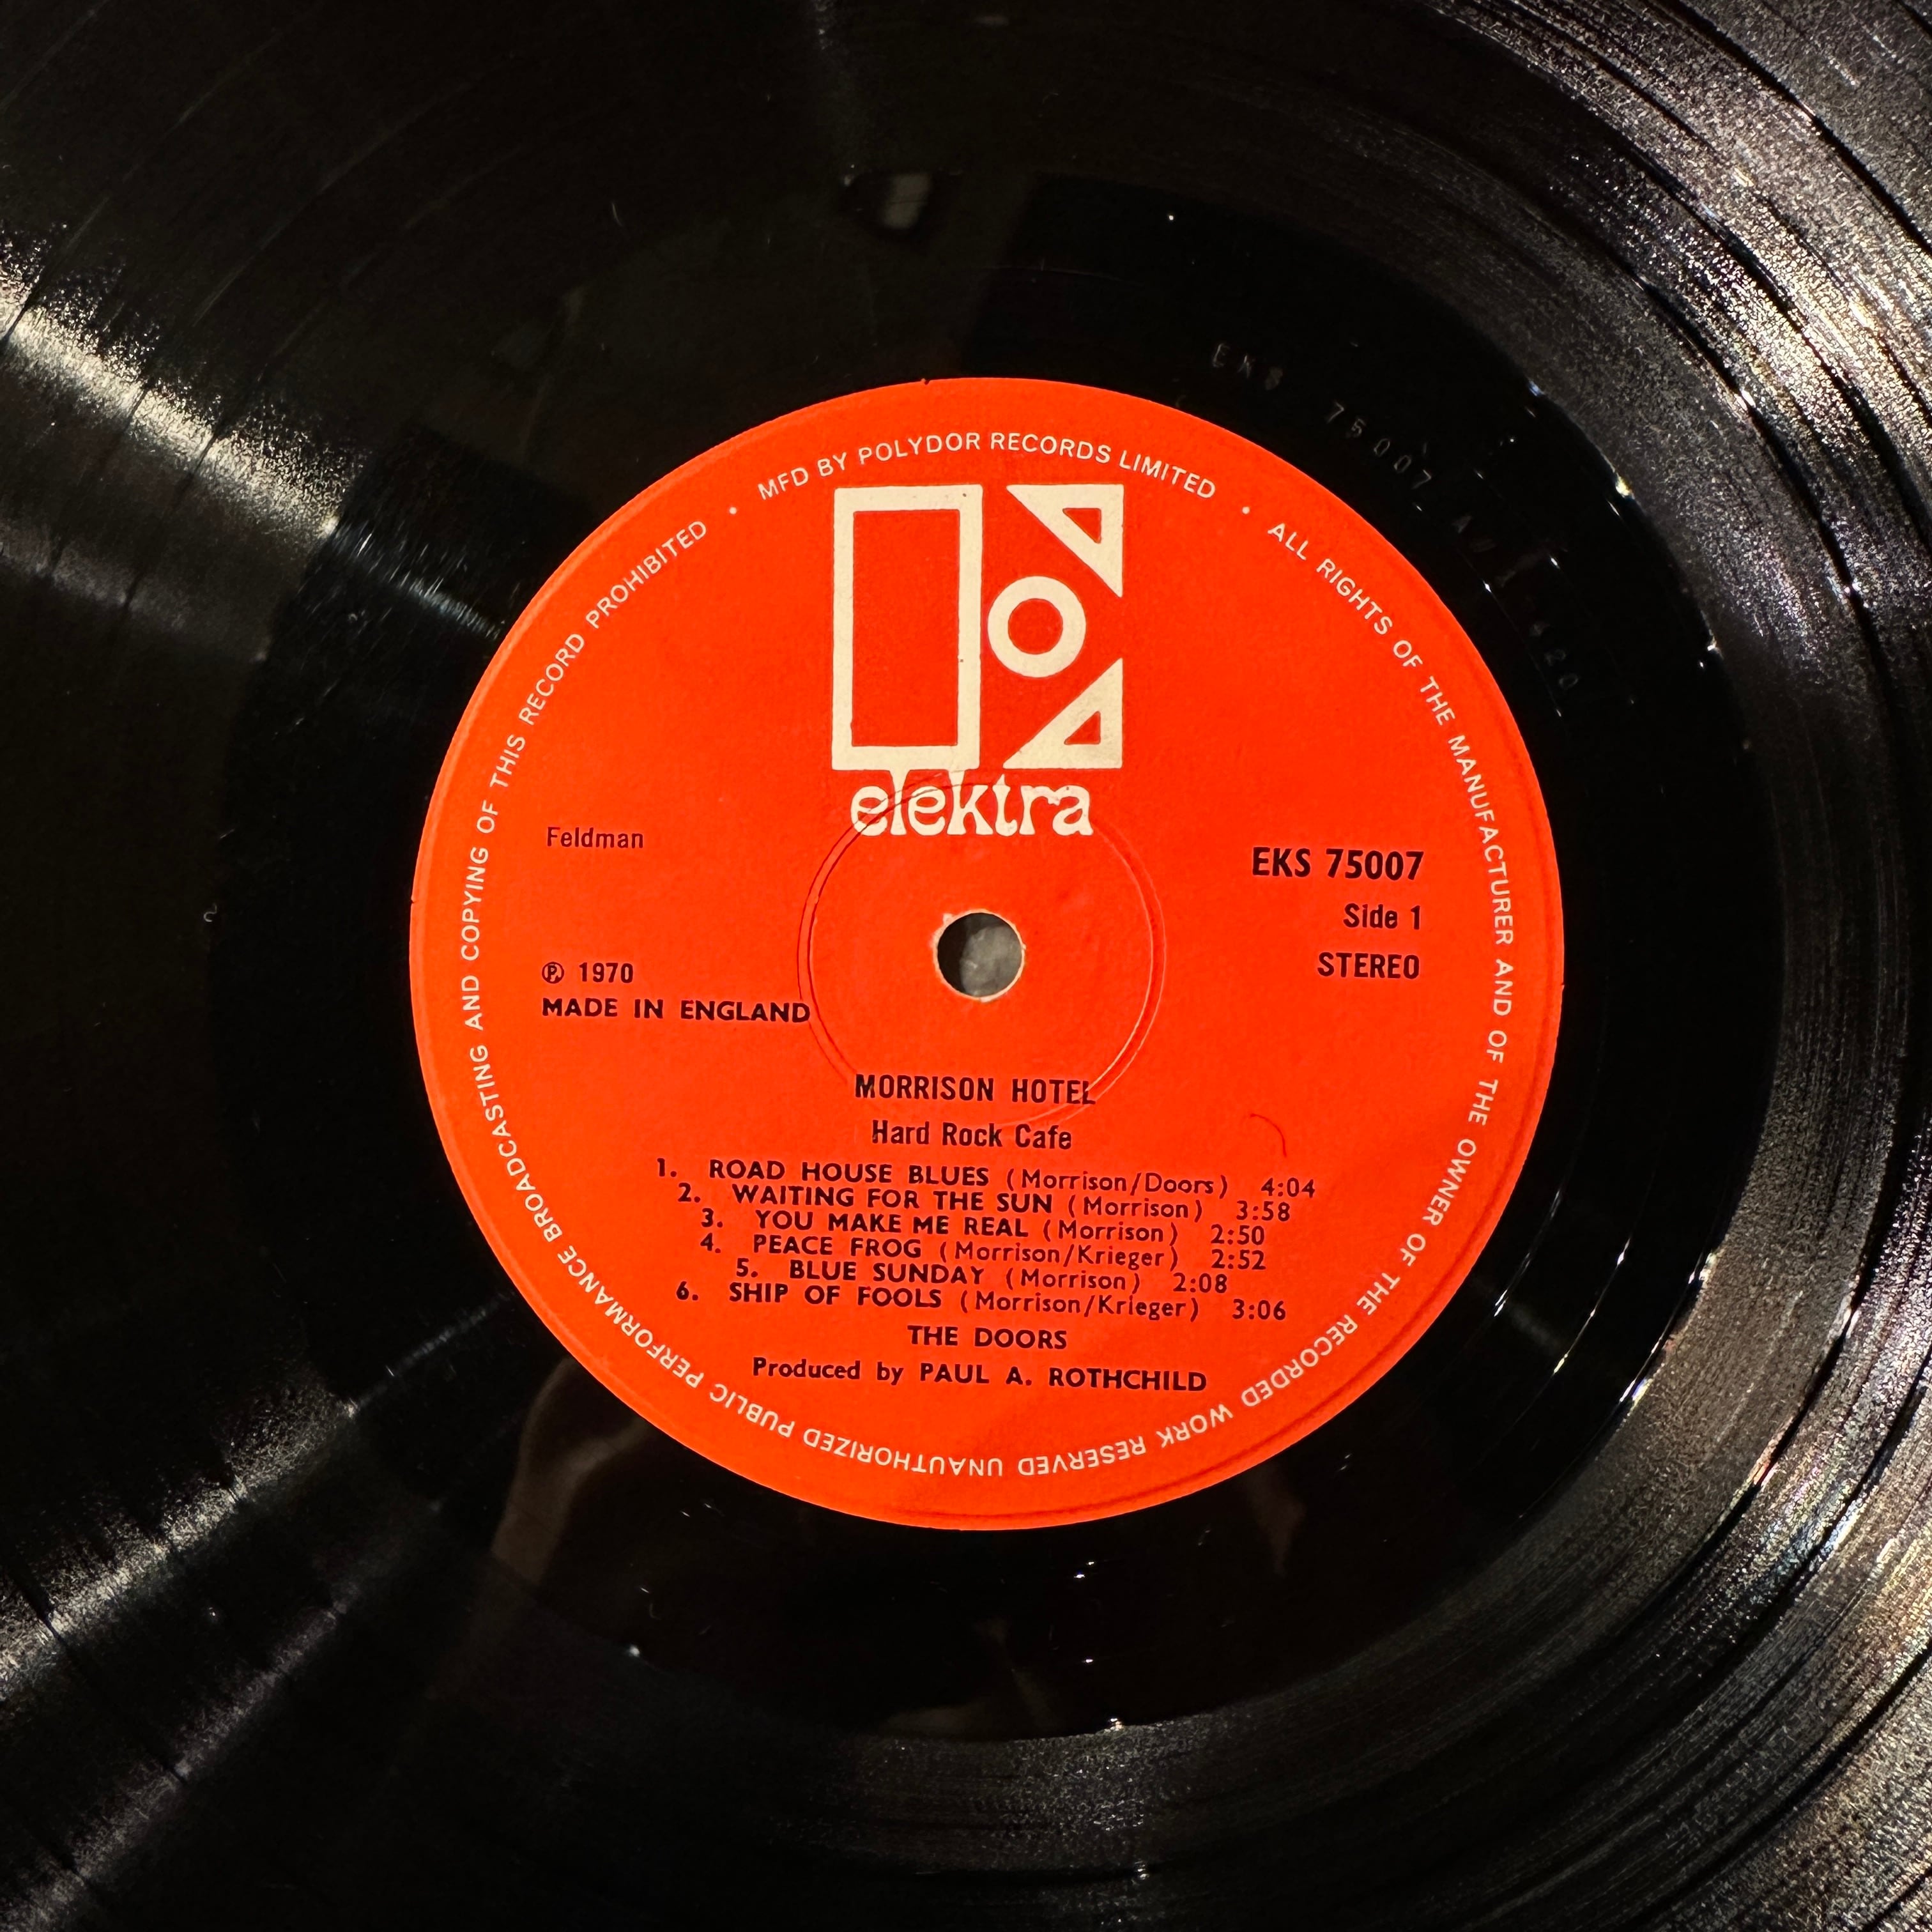 MFD BY POLYDOR RECORDS LIMITED • ALL RIGHTS OF THE MANUFACTURER AND OF THE OWNER OF THE RECORDED WORK RESERVED UNAUTHORIZED PUBLIC PERFORMANCE BROADCASTING AND COPYING OF THIS RECORD PROHIBITED •
EKS 75007
elektra
Feldman
EKS 75007
Side 1
STEREO
℗ 1970
MADE IN ENGLAND
MORRISON HOTEL
Hard Rock Cafe
1. ROAD HOUSE BLUES (Morrison/Doors) 4:04
2. WAITING FOR THE SUN (Morrison) 3:58
3. YOU MAKE ME REAL (Morrison) 2:50
4. PEACE FROG (Morrison/Krieger) 2:52
5. BLUE SUNDAY (Morrison) 2:08
6. SHIP OF FOOLS (Morrison/Krieger) 3:06
THE DOORS
Produced by PAUL A. ROTHCHILD